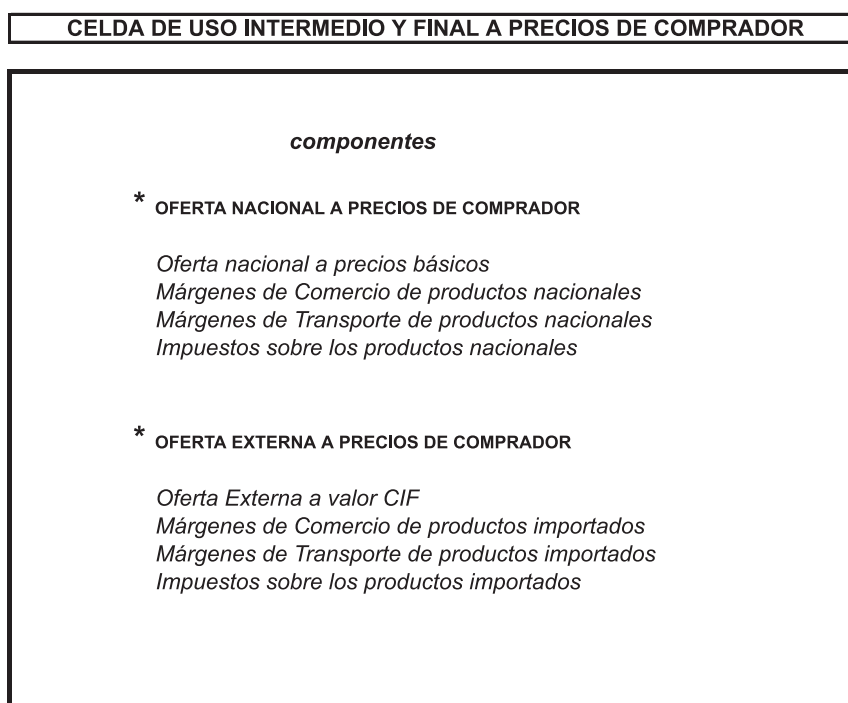 CELDA DE USO INTERMEDIO Y FINAL A PRECIOS DE COMPRADOR
componentes
* OFERTA NACIONAL A PRECIOS DE COMPRADOR
Oferta nacional a precios básicos
Márgenes de Comercio de productos nacionales
Márgenes de Transporte de productos nacionales
Impuestos sobre los productos nacionales
* OFERTA EXTERNA A PRECIOS DE COMPRADOR
Oferta Externa a valor CIF
Márgenes de Comercio de productos importados
Márgenes de Transporte de productos importados
Impuestos sobre los productos importados